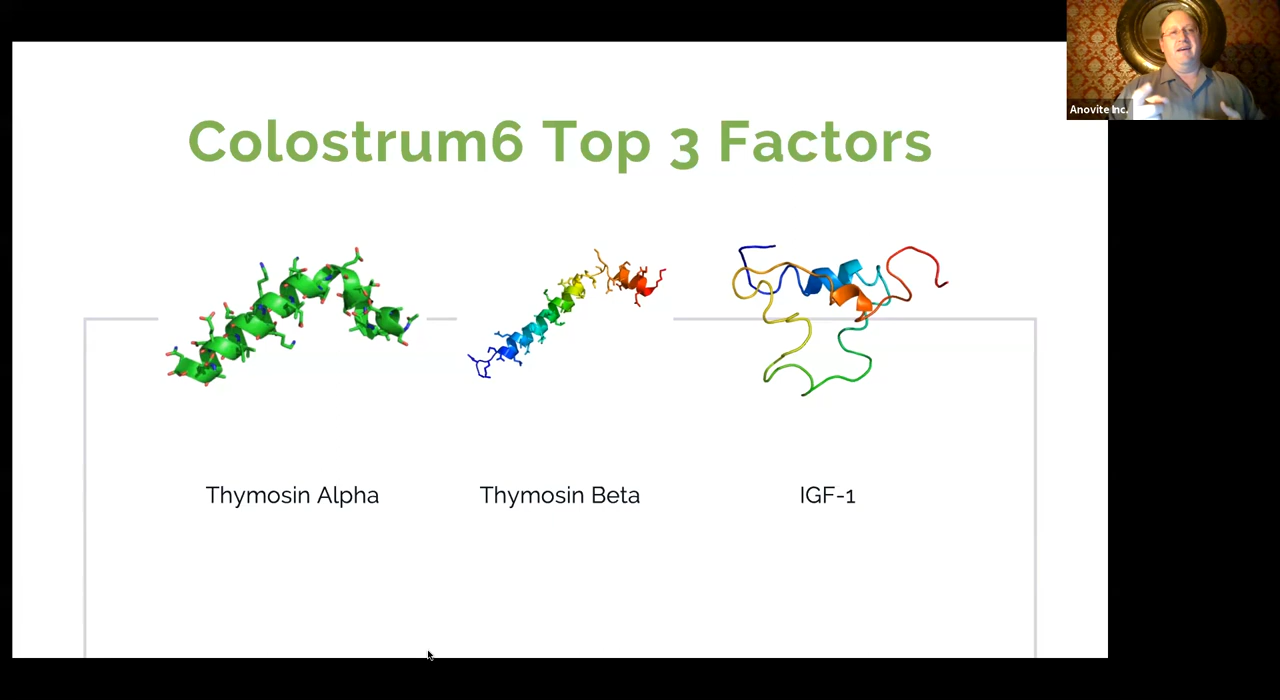 Colostrum6 Top 3 Factors
Anovite Inc.
Thymosin Alpha
Thymosin Beta
IGF-1